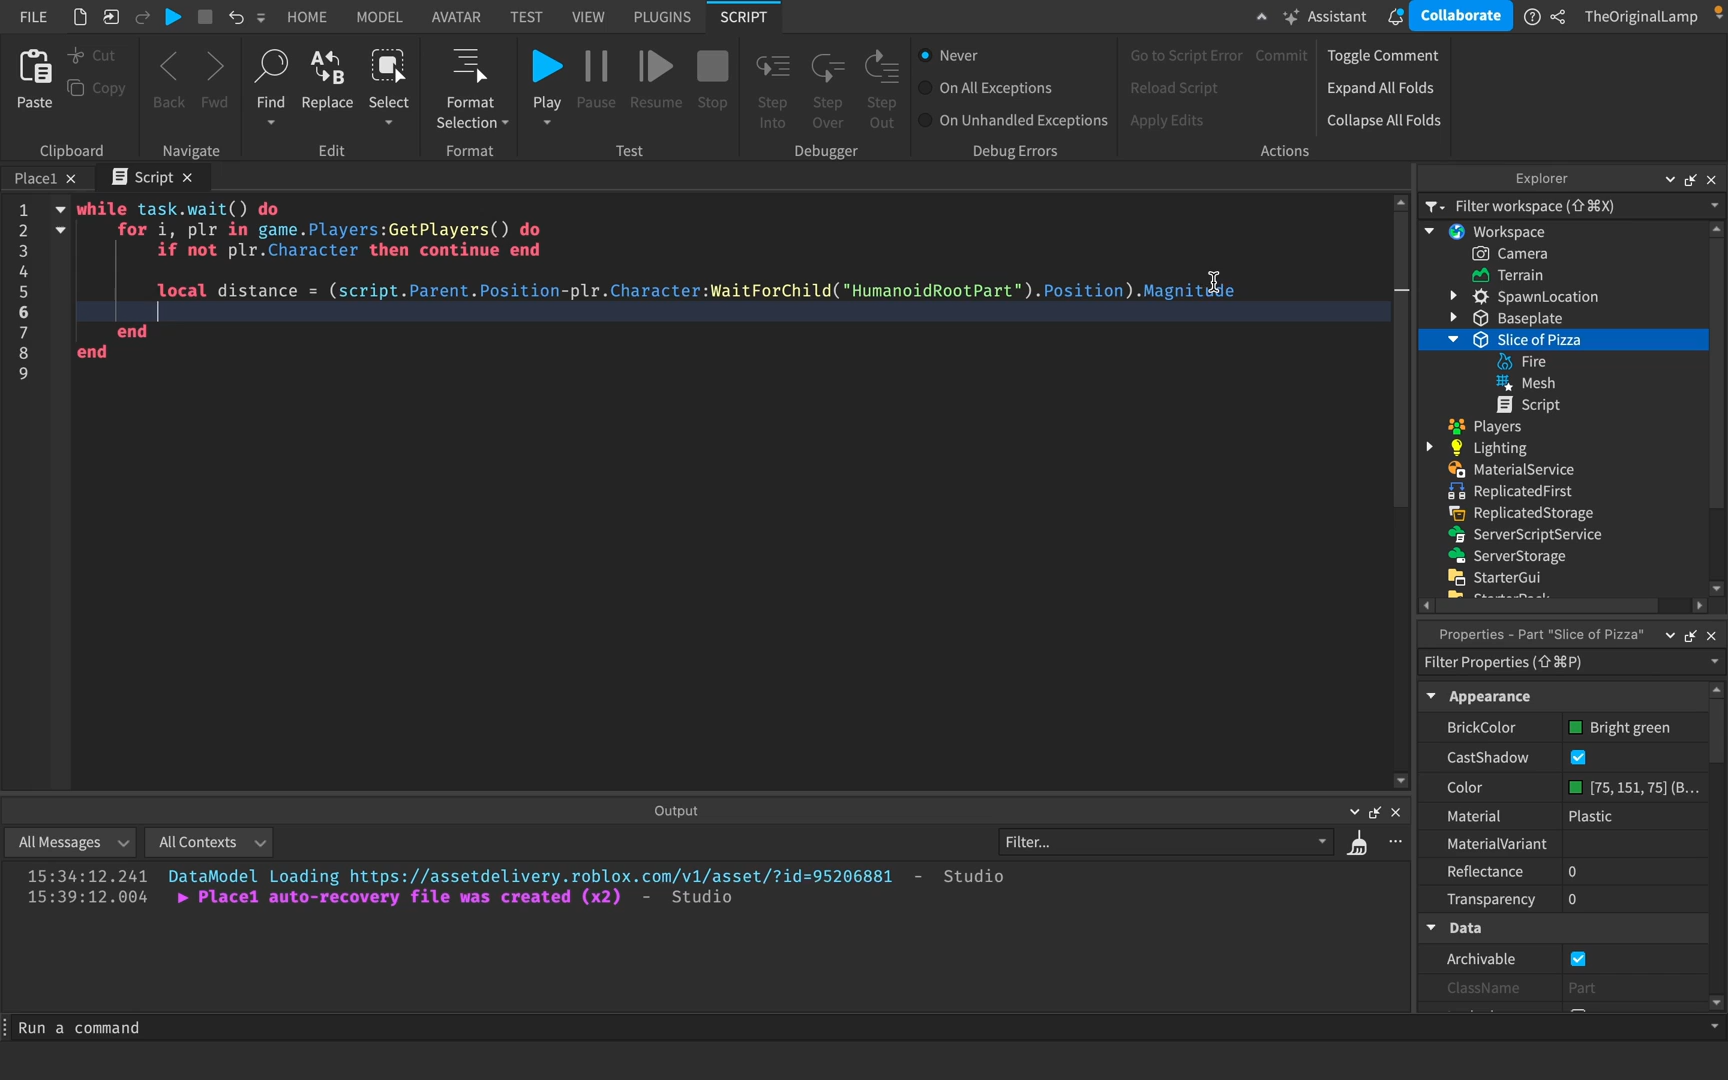 FILE HOME MODEL AVATAR TEST VIEW PLUGINS SCRIPT Assistant Collaborate TheOriginalLamp
Paste Cut Copy
Clipboard
Back Fwd
Navigate
Find Replace Select
Edit
Format Selection
Format
Play Pause Resume Stop
Test
Step Into Step Over Step Out
Debugger
Never
On All Exceptions
On Unhandled Exceptions
Debug Errors
Go to Script Error Commit Toggle Comment
Reload Script Expand All Folds
Apply Edits Collapse All Folds
Actions
Place1 Script
1 while task.wait() do
2 for i, plr in game.Players:GetPlayers() do
3 if not plr.Character then continue end
4
5 local distance = (script.Parent.Position-plr.Character:WaitForChild("HumanoidRootPart").Position).Magnitude
6
7 end
8 end
9
Explorer
Filter workspace (⇧⌘X)
Workspace
Camera
Terrain
SpawnLocation
Baseplate
Slice of Pizza
Fire
Mesh
Script
Players
Lighting
MaterialService
ReplicatedFirst
ReplicatedStorage
ServerScriptService
ServerStorage
StarterGui
Properties - Part "Slice of Pizza"
Filter Properties (⇧⌘P)
Appearance
BrickColor Bright green
CastShadow
Color [75, 151, 75] (B...
Material Plastic
MaterialVariant
Reflectance 0
Transparency 0
Data
Archivable
ClassName Part
Output
All Messages All Contexts Filter... ...
15:34:12.241 DataModel Loading https://assetdelivery.roblox.com/v1/asset/?id=95206881 - Studio
15:39:12.004 ▶ Place1 auto-recovery file was created (x2) - Studio
Run a command